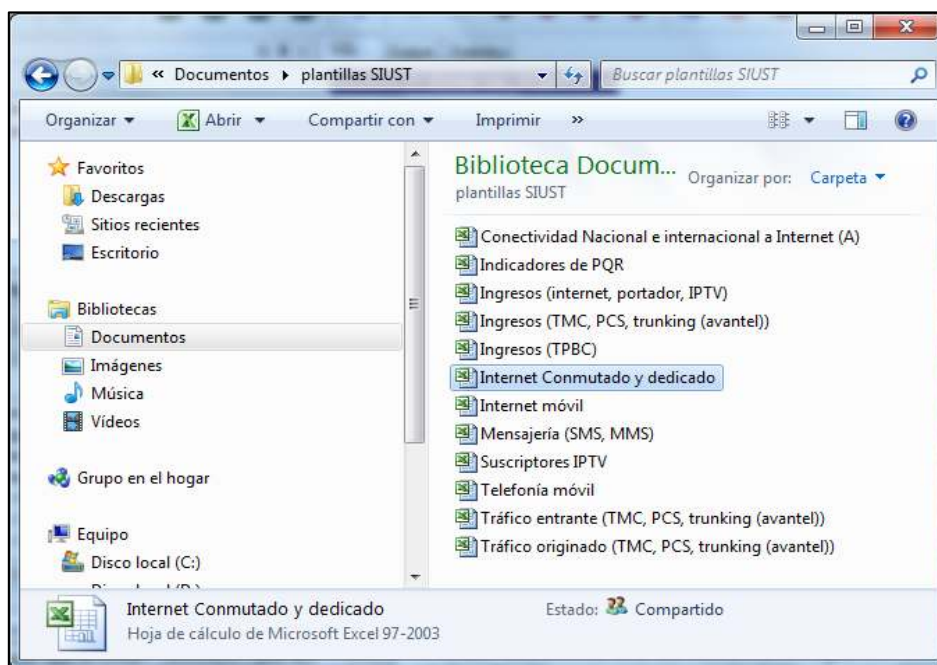 « Documentos ▸ plantillas SIUST
Buscar plantillas SIUST
Organizar Abrir Compartir con Imprimir »
Favoritos
Descargas
Sitios recientes
Escritorio
Bibliotecas
Documentos
Imágenes
Música
Vídeos
Grupo en el hogar
Equipo
Disco local (C:)
Biblioteca Docum...
plantillas SIUST
Organizar por: Carpeta
Conectividad Nacional e internacional a Internet (A)
Indicadores de PQR
Ingresos (internet, portador, IPTV)
Ingresos (TMC, PCS, trunking (avantel))
Ingresos (TPBC)
Internet Conmutado y dedicado
Internet móvil
Mensajería (SMS, MMS)
Suscriptores IPTV
Telefonía móvil
Tráfico entrante (TMC, PCS, trunking (avantel))
Tráfico originado (TMC, PCS, trunking (avantel))
Internet Conmutado y dedicado
Hoja de cálculo de Microsoft Excel 97-2003
Estado: Compartido